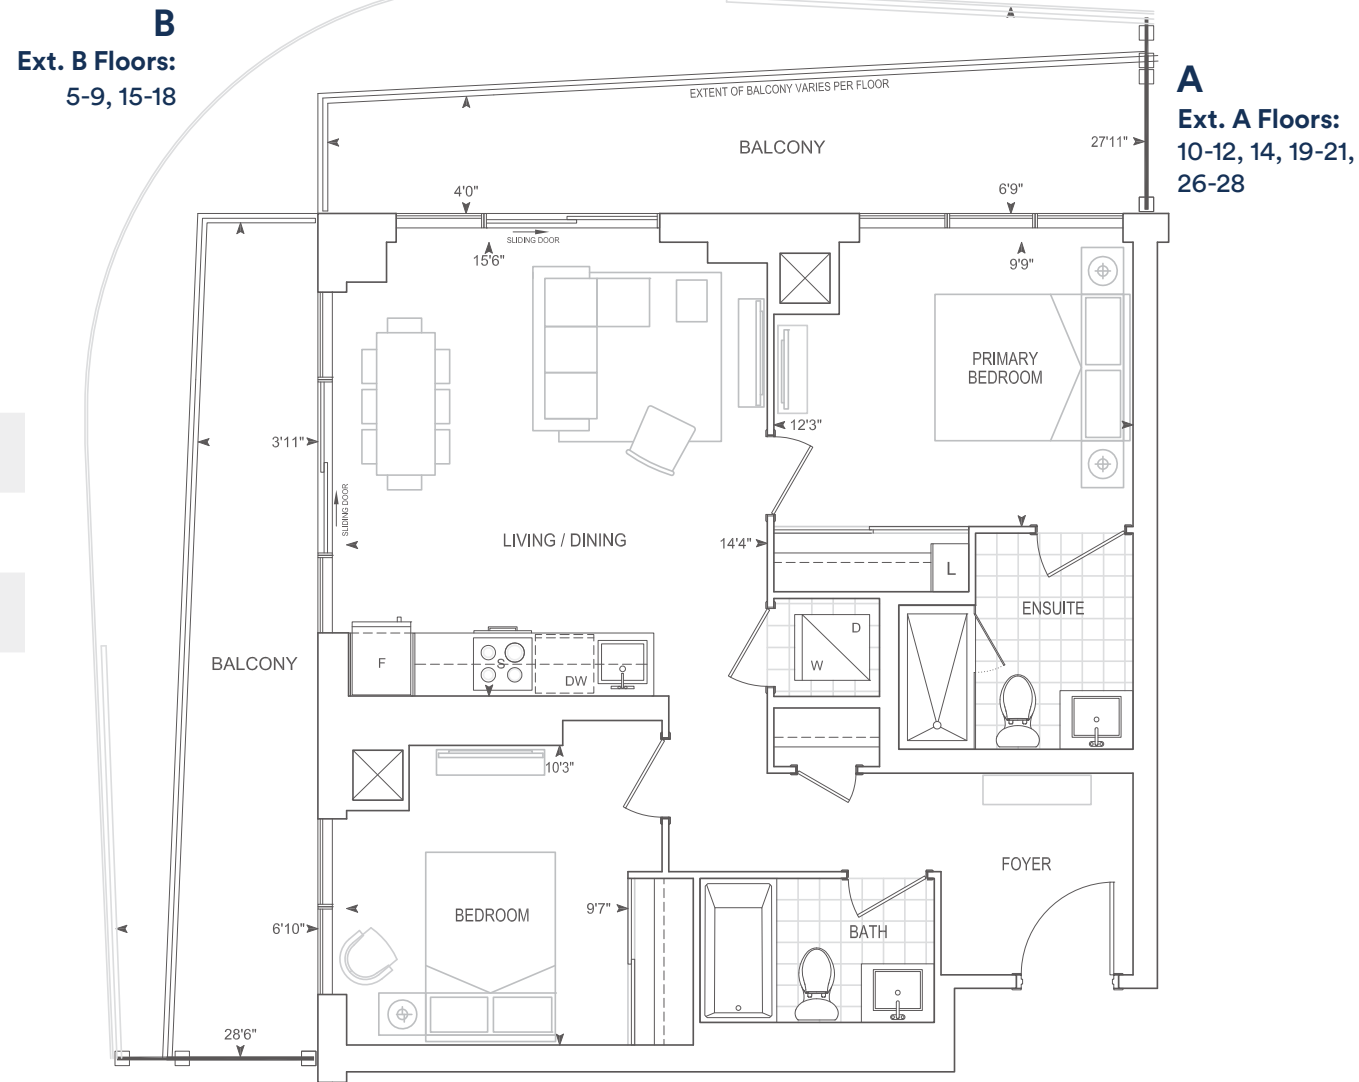 B
Ext. B Floors:
5-9, 15-18
A
Ext. A Floors:
10-12, 14, 19-21,
26-28
EXTENT OF BALCONY VARIES PER FLOOR
BALCONY
27'11"
4'0"
6'9"
SLIDING DOOR
15'6"
9'9"
PRIMARY
BEDROOM
12'3"
3'11"
SLIDING DOOR
LIVING / DINING
14'4"
L
ENSUITE
BALCONY
F
S
DW
D
W
10'3"
FOYER
BEDROOM
9'7"
BATH
6'10"
28'6"